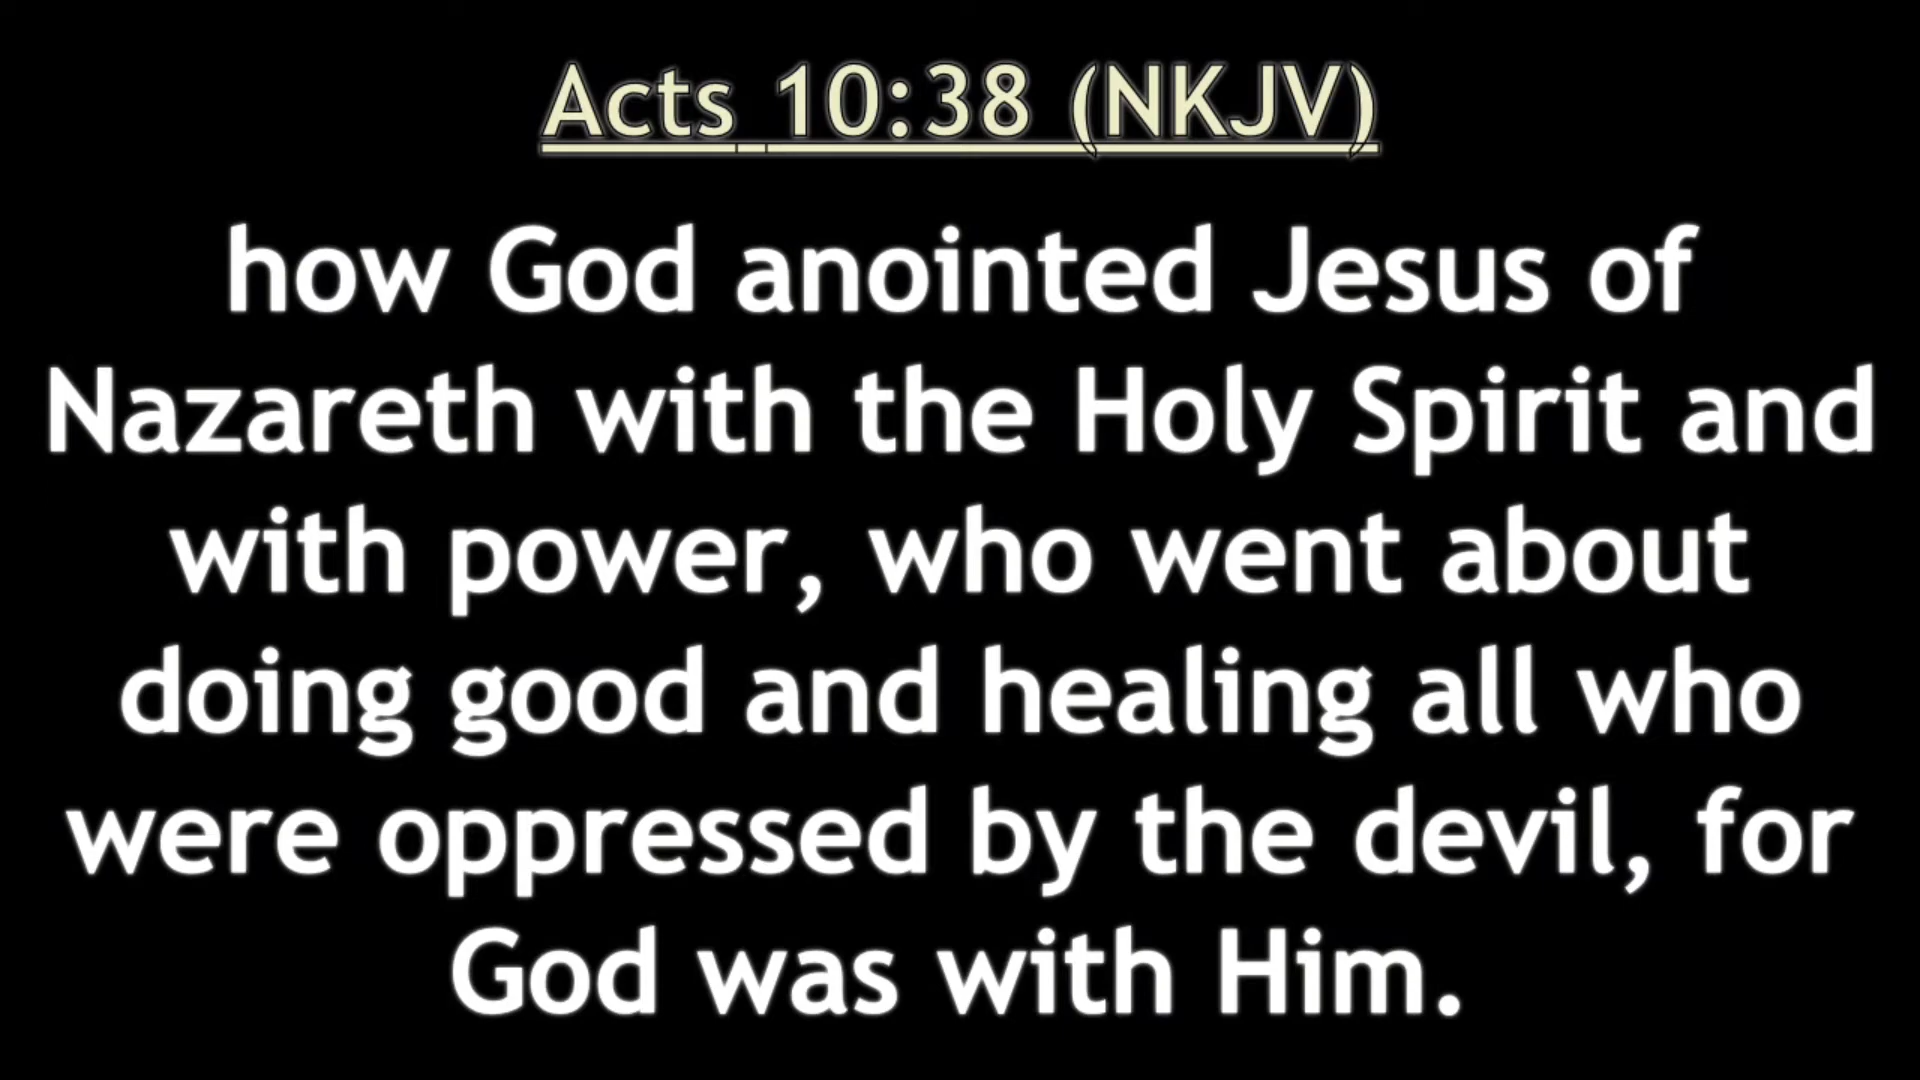 Acts 10:38 (NKJV)
how God anointed Jesus of
Nazareth with the Holy Spirit and
with power, who went about
doing good and healing all who
were oppressed by the devil, for
God was with Him.